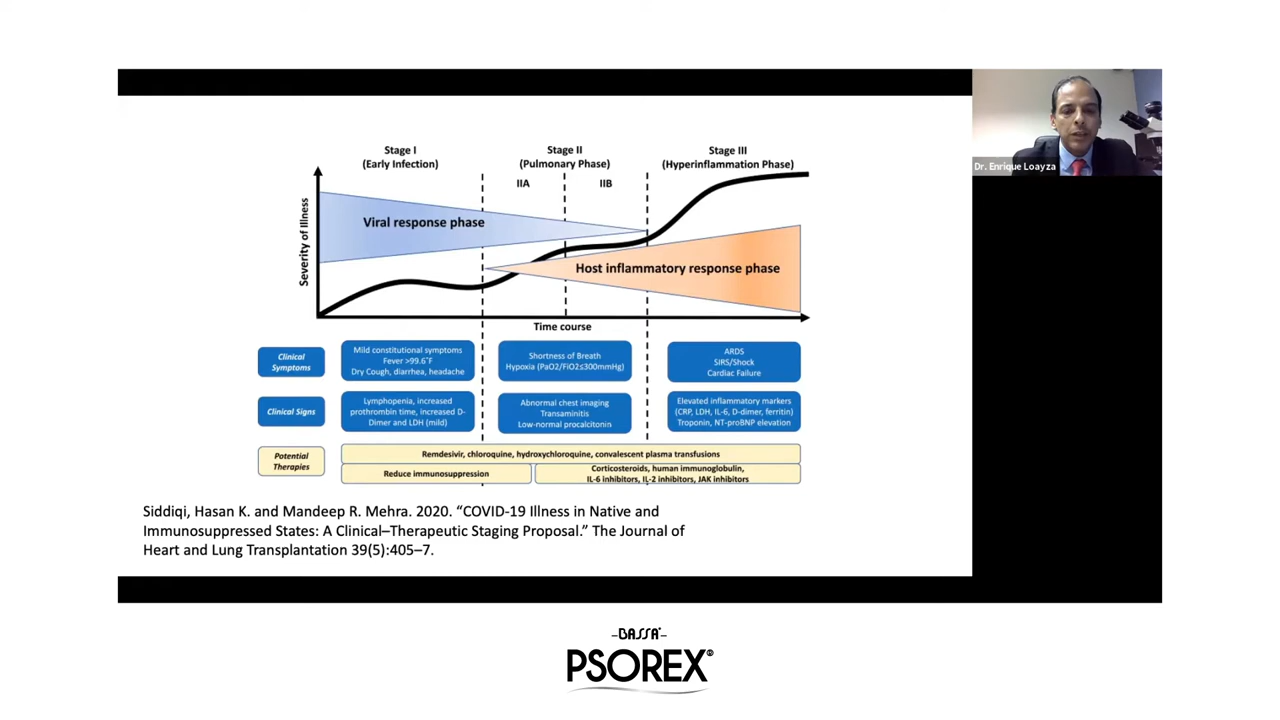 Dr. Enrique Loayza
Stage I
(Early Infection)
Stage II
(Pulmonary Phase)
Stage III
(Hyperinflammation Phase)
IIA
IIB
Severity of Illness
Viral response phase
Host inflammatory response phase
Time course
Clinical
Symptoms
Mild constitutional symptoms
Fever >99.6°F
Dry Cough, diarrhea, headache
Shortness of Breath
Hypoxia (PaO2/FiO2≤300mmHg)
ARDS
SIRS/Shock
Cardiac Failure
Clinical Signs
Lymphopenia, increased
prothrombin time, increased D-
Dimer and LDH (mild)
Abnormal chest imaging
Transaminitis
Low-normal procalcitonin
Elevated inflammatory markers
(CRP, LDH, IL-6, D-dimer, ferritin)
Troponin, NT-proBNP elevation
Potential
Therapies
Remdesivir, chloroquine, hydroxychloroquine, convalescent plasma transfusions
Reduce immunosuppression
Corticosteroids, human immunoglobulin,
IL-6 inhibitors, IL-2 inhibitors, JAK inhibitors
Siddiqi, Hasan K. and Mandeep R. Mehra. 2020. “COVID-19 Illness in Native and
Immunosuppressed States: A Clinical–Therapeutic Staging Proposal.” The Journal of
Heart and Lung Transplantation 39(5):405–7.
–BASSA–
PSOREX®